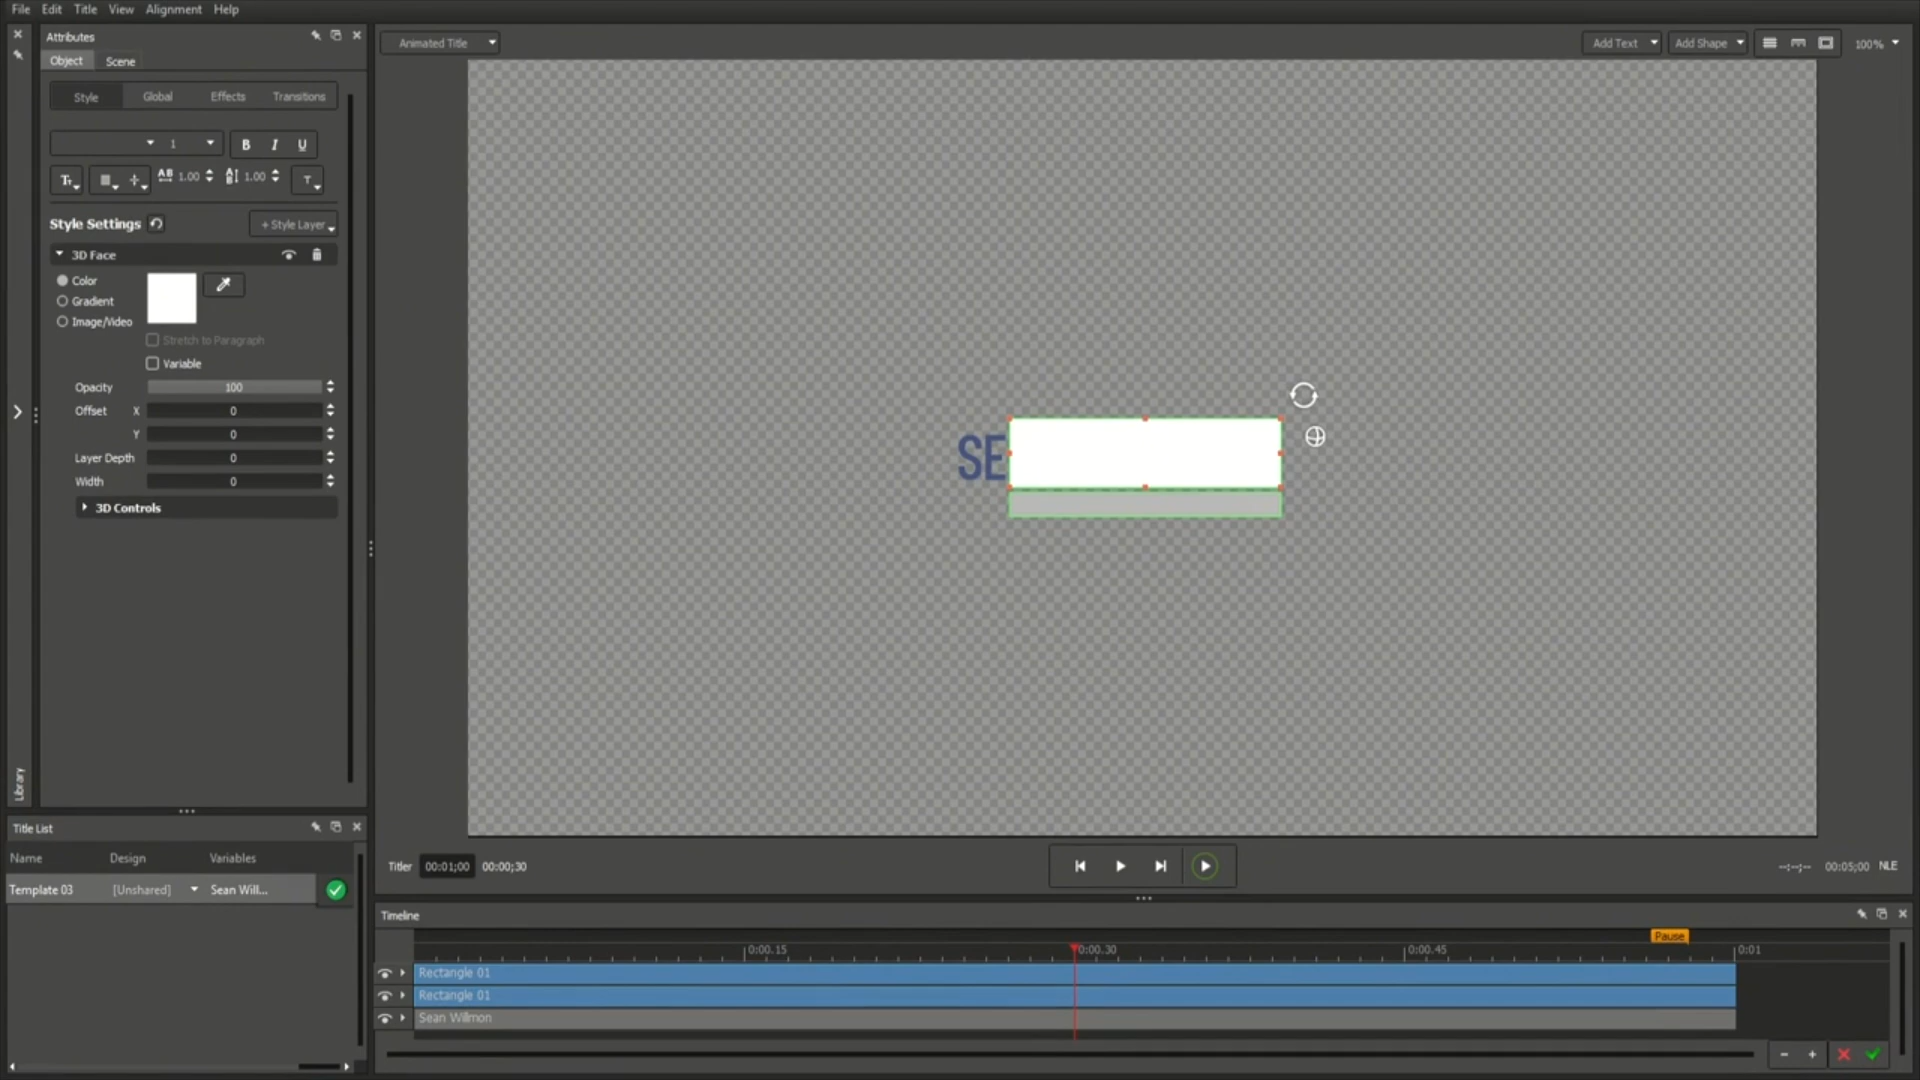 File Edit Title View Alignment Help
Attributes
Object Scene
Style Global Effects Transitions
1 B I U
AB 1.00 1.00
Style Settings + Style Layer
3D Face
Color
Gradient
Image/Video
Stretch to Paragraph
Variable
Opacity 100
Offset X 0
Y 0
Layer Depth 0
Width 0
3D Controls
Library
Title List
Name Design Variables
Template 03 [Unshared] Sean Will...
Animated Title
Add Text Add Shape 100%
SE
Titler 00:01;00 00:00;30
--:--;-- 00:05;00 NLE
Timeline
Pause
0:00.15 0:00.30 0:00.45 0:01
Rectangle 01
Rectangle 01
Sean Willmon